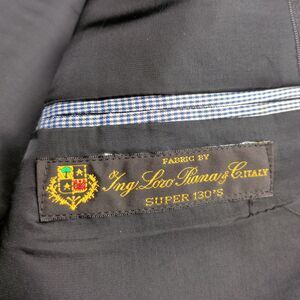 FABRIC BY
Ing. Loro Piana & C. ITALY
SUPER 130'S